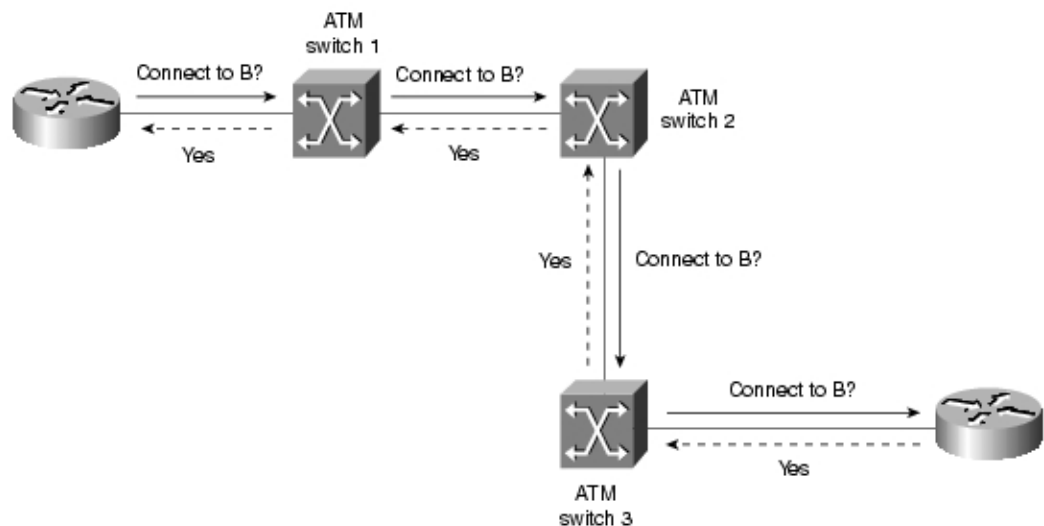 ATM
switch 1
Connect to B?
Connect to B?
Yes
Yes
ATM
switch 2
Yes
Connect to B?
Connect to B?
Yes
ATM
switch 3